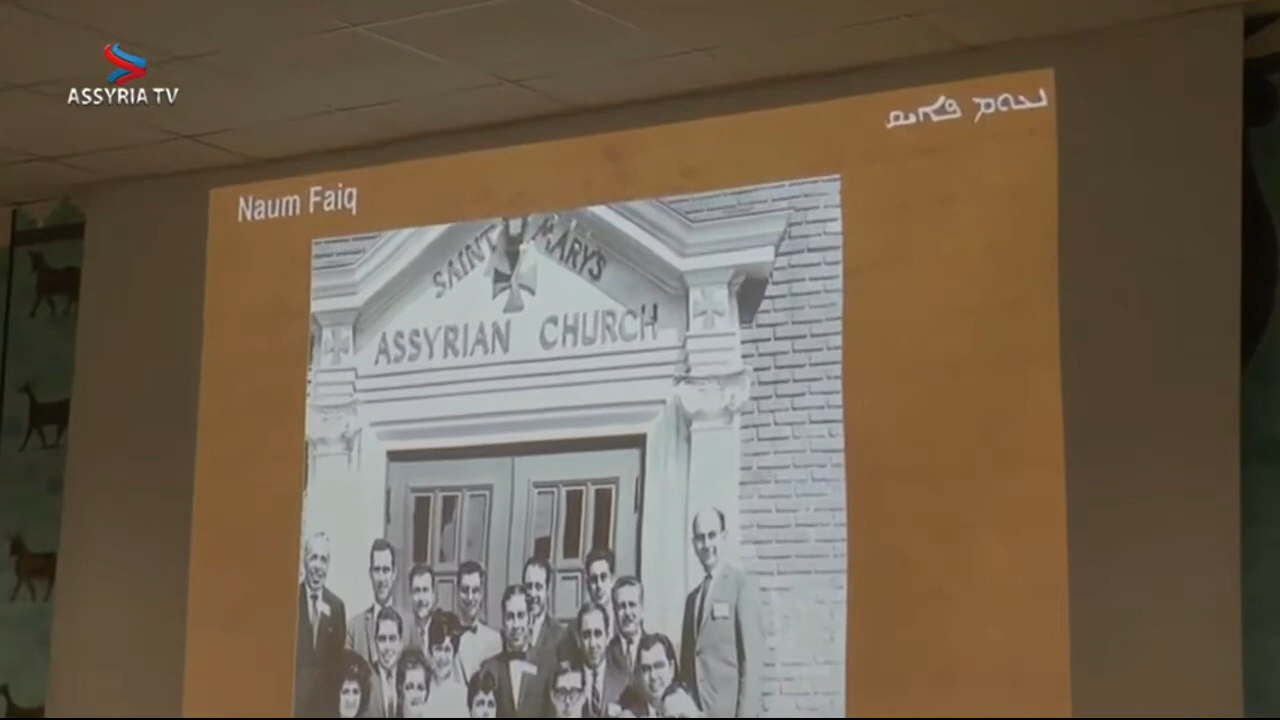 ASSYRIA TV
ܢܥܘܡ ܦܐܝܩ
Naum Faiq
SAINT MARY'S
ASSYRIAN CHURCH